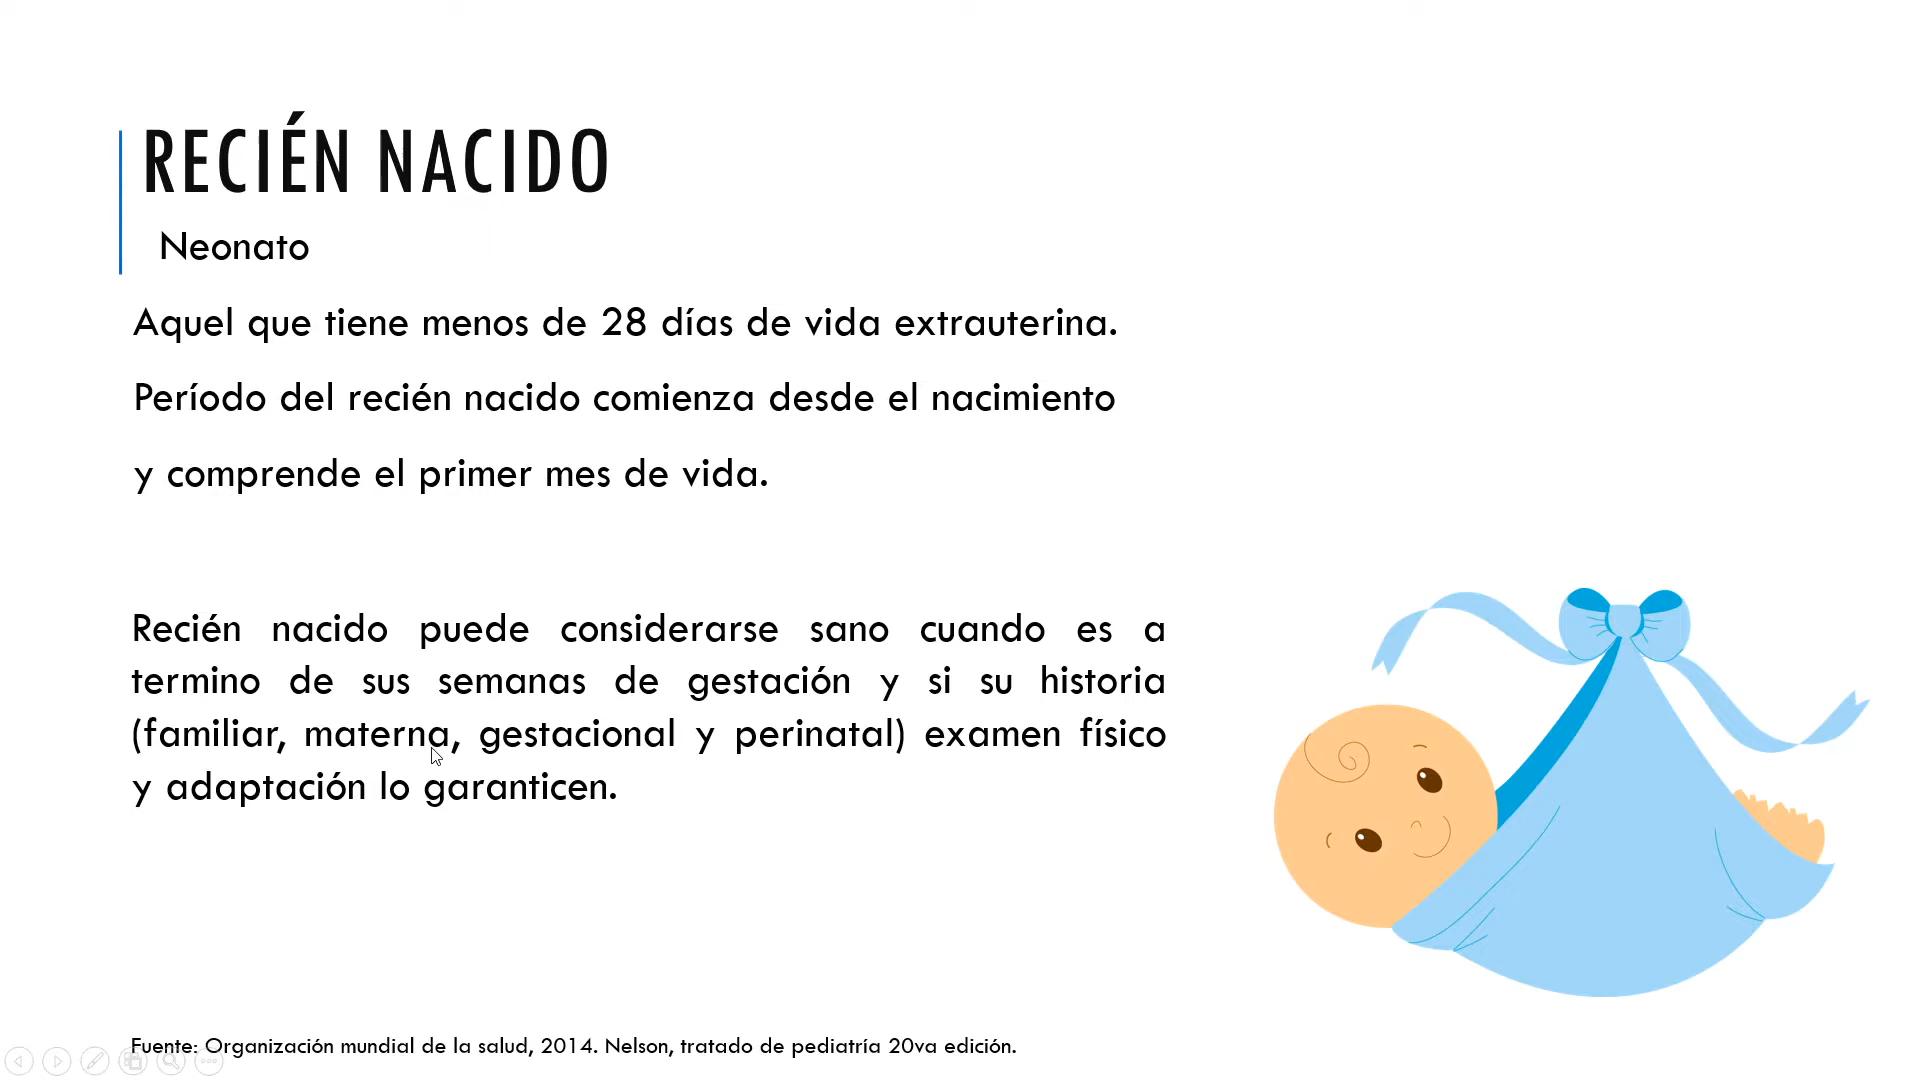 RECIÉN NACIDO
Neonato
Aquel que tiene menos de 28 días de vida extrauterina.
Período del recién nacido comienza desde el nacimiento
y comprende el primer mes de vida.
Recién nacido puede considerarse sano cuando es a
termino de sus semanas de gestación y si su historia
(familiar, materna, gestacional y perinatal) examen físico
y adaptación lo garanticen.
Fuente: Organización mundial de la salud, 2014. Nelson, tratado de pediatría 20va edición.